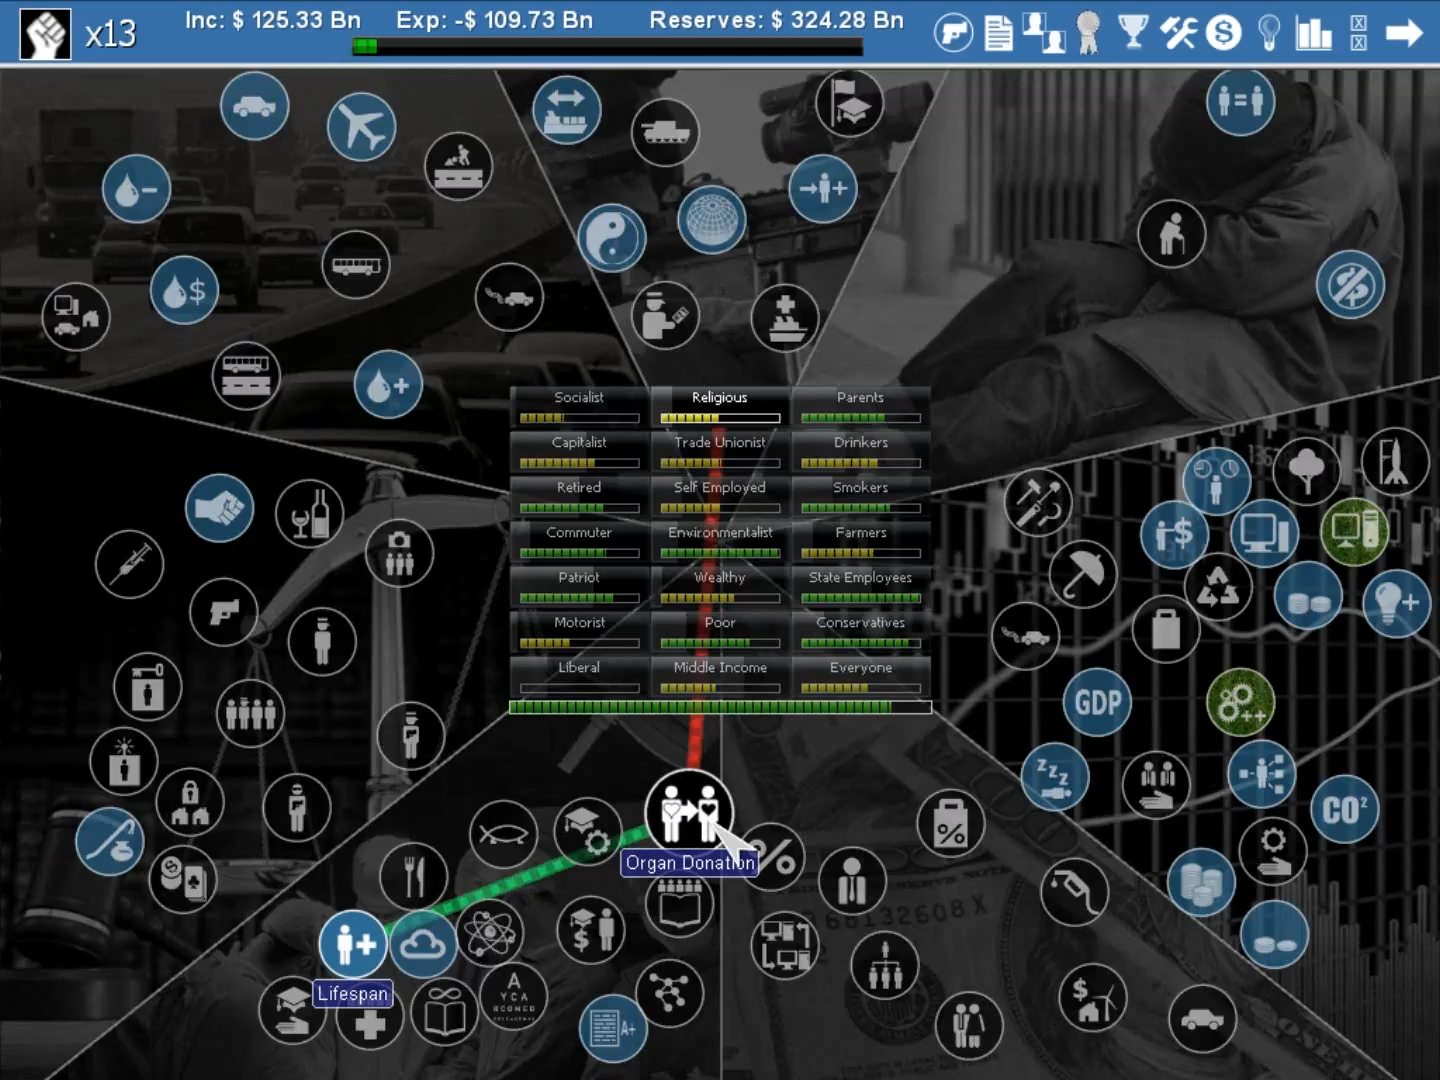 x13
Inc: $ 125.33 Bn
Exp: -$ 109.73 Bn
Reserves: $ 324.28 Bn
Socialist
Religious
Parents
Capitalist
Trade Unionist
Drinkers
Retired
Self Employed
Smokers
Commuter
Environmentalist
Farmers
Patriot
Wealthy
State Employees
Motorist
Poor
Conservatives
Liberal
Middle Income
Everyone
GDP
CO²
Organ Donation
Lifespan
A
Y C A
A+
66132608X